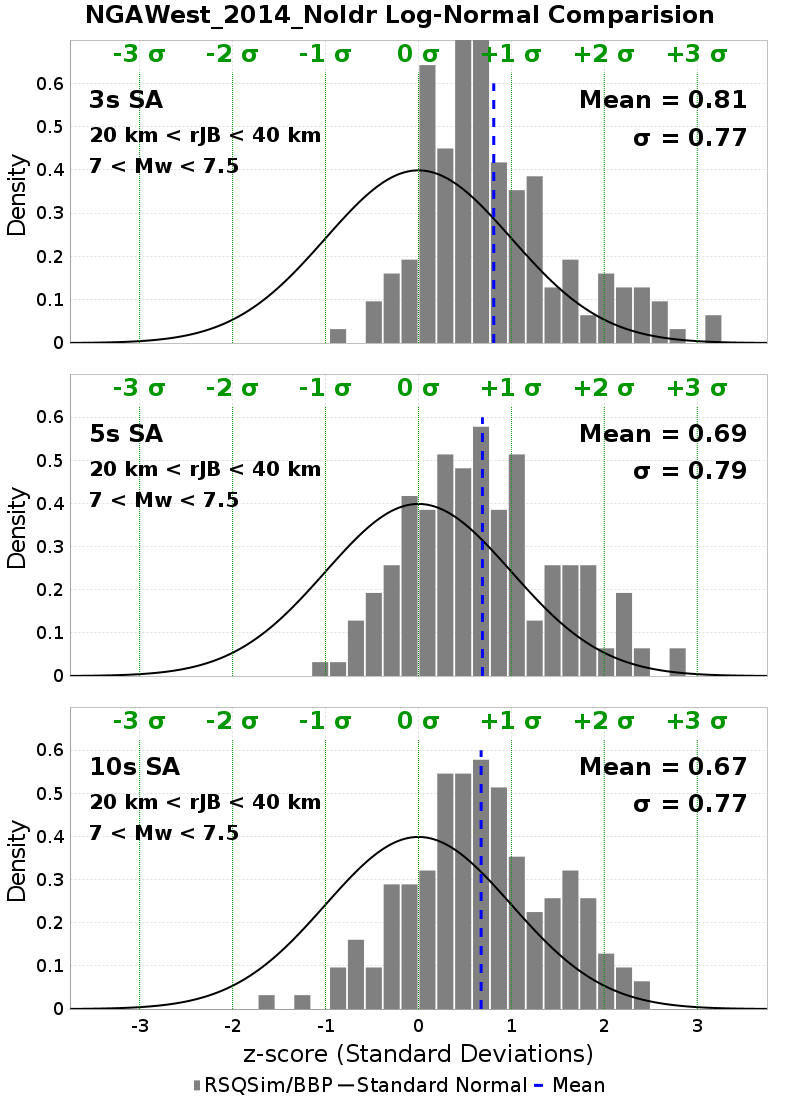 NGAWest_2014_NoIdr Log-Normal Comparision
-3 σ -2 σ -1 σ 0 σ +1 σ +2 σ +3 σ
3s SA
20 km < rJB < 40 km
7 < Mw < 7.5
Mean = 0.81
σ = 0.77
Density
0.6
0.5
0.4
0.3
0.2
0.1
0
-3 σ -2 σ -1 σ 0 σ +1 σ +2 σ +3 σ
5s SA
20 km < rJB < 40 km
7 < Mw < 7.5
Mean = 0.69
σ = 0.79
Density
0.6
0.5
0.4
0.3
0.2
0.1
0
-3 σ -2 σ -1 σ 0 σ +1 σ +2 σ +3 σ
10s SA
20 km < rJB < 40 km
7 < Mw < 7.5
Mean = 0.67
σ = 0.77
Density
0.6
0.5
0.4
0.3
0.2
0.1
0
-3 -2 -1 0 1 2 3
z-score (Standard Deviations)
RSQSim/BBP Standard Normal Mean